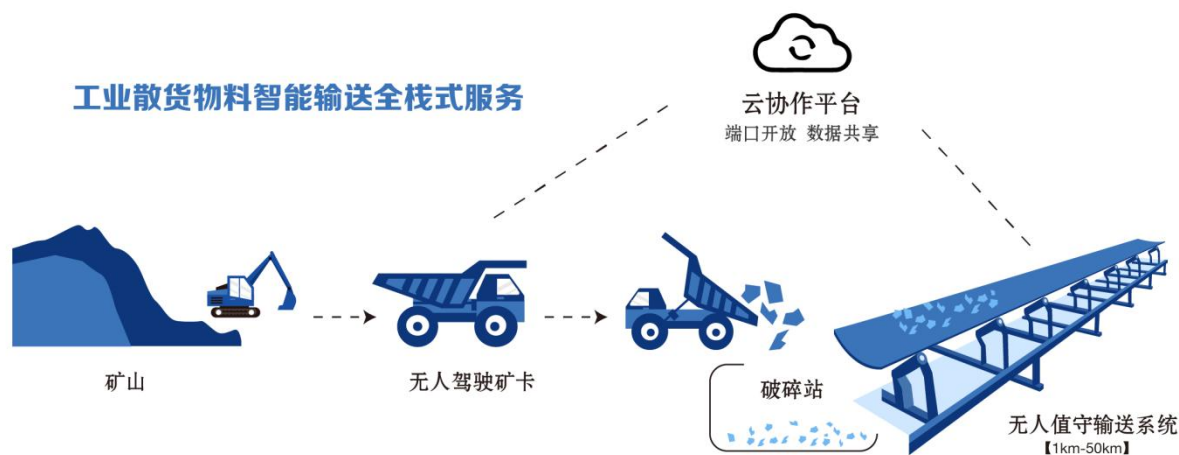 工业散货物料智能输送全栈式服务
云协作平台
端口开放 数据共享
矿山
无人驾驶矿卡
破碎站
无人值守输送系统
【1km-50km】